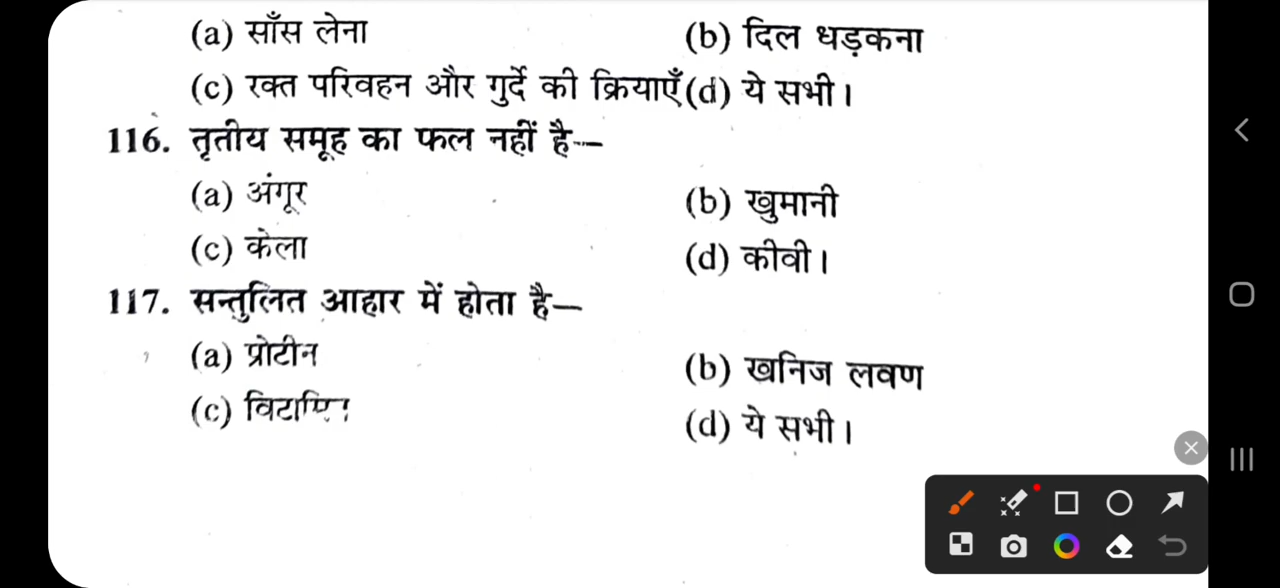 (a) साँस लेना (b) दिल धड़कना
(c) रक्त परिवहन और गुर्दे की क्रियाएँ (d) ये सभी।
116. तृतीय समूह का फल नहीं है—
(a) अंगूर (b) खुमानी
(c) केला (d) कीवी।
117. सन्तुलित आहार में होता है—
(a) प्रोटीन (b) खनिज लवण
(c) (d) ये सभी।